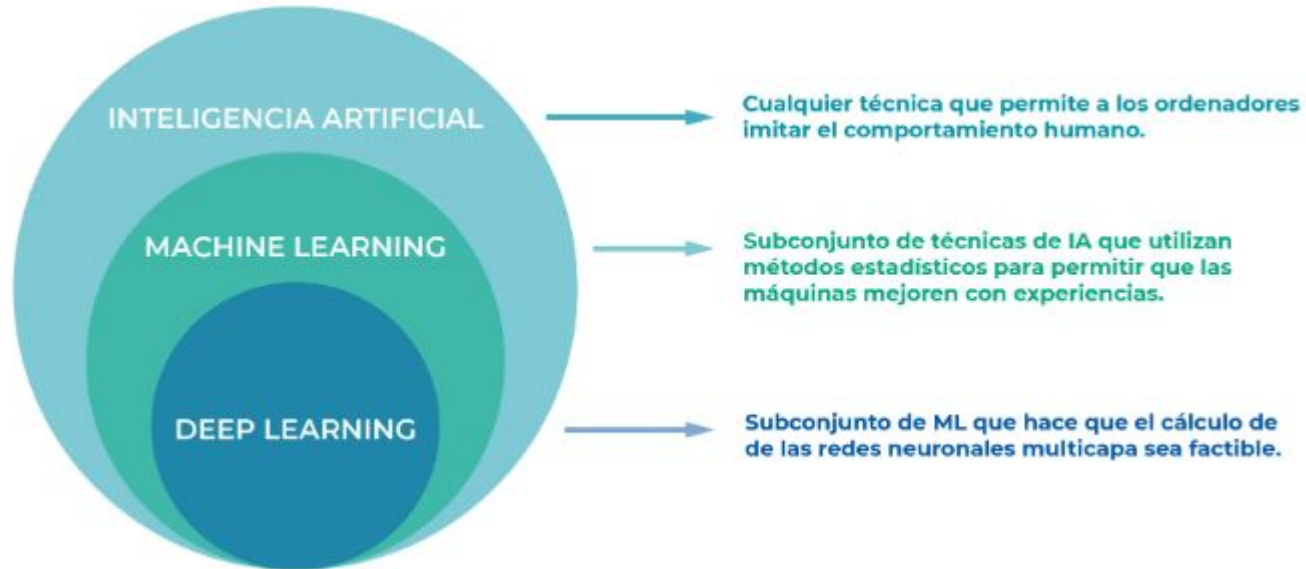 INTELIGENCIA ARTIFICIAL
Cualquier técnica que permite a los ordenadores
imitar el comportamiento humano.
MACHINE LEARNING
Subconjunto de técnicas de IA que utilizan
métodos estadísticos para permitir que las
máquinas mejoren con experiencias.
DEEP LEARNING
Subconjunto de ML que hace que el cálculo de
de las redes neuronales multicapa sea factible.